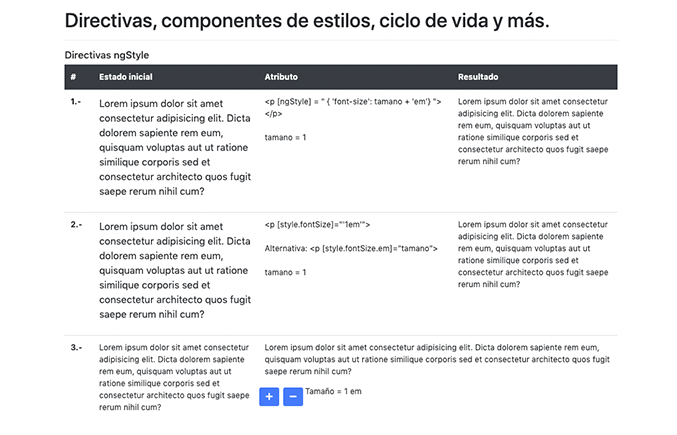 Directivas, componentes de estilos, ciclo de vida y más.
Directivas ngStyle
# Estado inicial Atributo Resultado
1.-
Lorem ipsum dolor sit amet
consectetur adipisicing elit. Dicta
dolorem sapiente rem eum,
quisquam voluptas aut ut ratione
similique corporis sed et
consectetur architecto quos fugit
saepe rerum nihil cum?
<p [ngStyle] = " { 'font-size': tamano + 'em'} ">
</p>
tamano = 1
Lorem ipsum dolor sit amet consectetur
adipisicing elit. Dicta dolorem sapiente
rem eum, quisquam voluptas aut ut
ratione similique corporis sed et
consectetur architecto quos fugit saepe
rerum nihil cum?
2.-
Lorem ipsum dolor sit amet
consectetur adipisicing elit. Dicta
dolorem sapiente rem eum,
quisquam voluptas aut ut ratione
similique corporis sed et
consectetur architecto quos fugit
saepe rerum nihil cum?
<p [style.fontSize]="'1em'">
Alternativa: <p [style.fontSize.em]="tamano">
tamano = 1
Lorem ipsum dolor sit amet consectetur
adipisicing elit. Dicta dolorem sapiente
rem eum, quisquam voluptas aut ut
ratione similique corporis sed et
consectetur architecto quos fugit saepe
rerum nihil cum?
3.-
Lorem ipsum dolor sit amet consectetur
adipisicing elit. Dicta dolorem sapiente
rem eum, quisquam voluptas aut ut
ratione similique corporis sed et
consectetur architecto quos fugit saepe
rerum nihil cum?
Lorem ipsum dolor sit amet consectetur adipisicing elit. Dicta dolorem sapiente rem eum,
quisquam voluptas aut ut ratione similique corporis sed et consectetur architecto quos fugit
saepe rerum nihil cum?
+ − Tamaño = 1 em